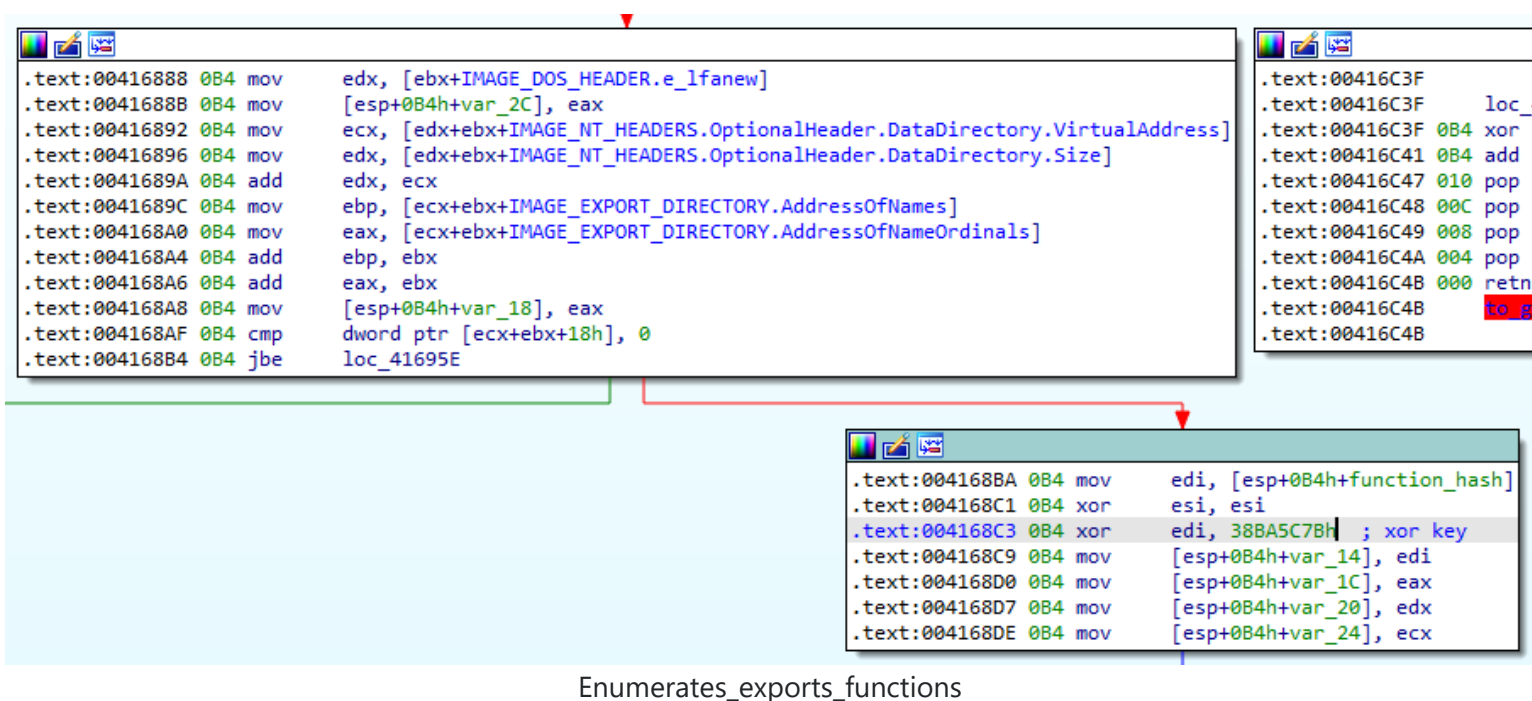 .text:00416888 0B4 mov edx, [ebx+IMAGE_DOS_HEADER.e_lfanew]
.text:0041688B 0B4 mov [esp+0B4h+var_2C], eax
.text:00416892 0B4 mov ecx, [edx+ebx+IMAGE_NT_HEADERS.OptionalHeader.DataDirectory.VirtualAddress]
.text:00416896 0B4 mov edx, [edx+ebx+IMAGE_NT_HEADERS.OptionalHeader.DataDirectory.Size]
.text:0041689A 0B4 add edx, ecx
.text:0041689C 0B4 mov ebp, [ecx+ebx+IMAGE_EXPORT_DIRECTORY.AddressOfNames]
.text:004168A0 0B4 mov eax, [ecx+ebx+IMAGE_EXPORT_DIRECTORY.AddressOfNameOrdinals]
.text:004168A4 0B4 add ebp, ebx
.text:004168A6 0B4 add eax, ebx
.text:004168A8 0B4 mov [esp+0B4h+var_18], eax
.text:004168AF 0B4 cmp dword ptr [ecx+ebx+18h], 0
.text:004168B4 0B4 jbe loc_41695E
.text:00416C3F
.text:00416C3F loc_
.text:00416C3F 0B4 xor
.text:00416C41 0B4 add
.text:00416C47 010 pop
.text:00416C48 00C pop
.text:00416C49 008 pop
.text:00416C4A 004 pop
.text:00416C4B 000 retn
.text:00416C4B to_g
.text:00416C4B
.text:004168BA 0B4 mov edi, [esp+0B4h+function_hash]
.text:004168C1 0B4 xor esi, esi
.text:004168C3 0B4 xor edi, 38BA5C7Bh ; xor key
.text:004168C9 0B4 mov [esp+0B4h+var_14], edi
.text:004168D0 0B4 mov [esp+0B4h+var_1C], eax
.text:004168D7 0B4 mov [esp+0B4h+var_20], edx
.text:004168DE 0B4 mov [esp+0B4h+var_24], ecx
Enumerates_exports_functions